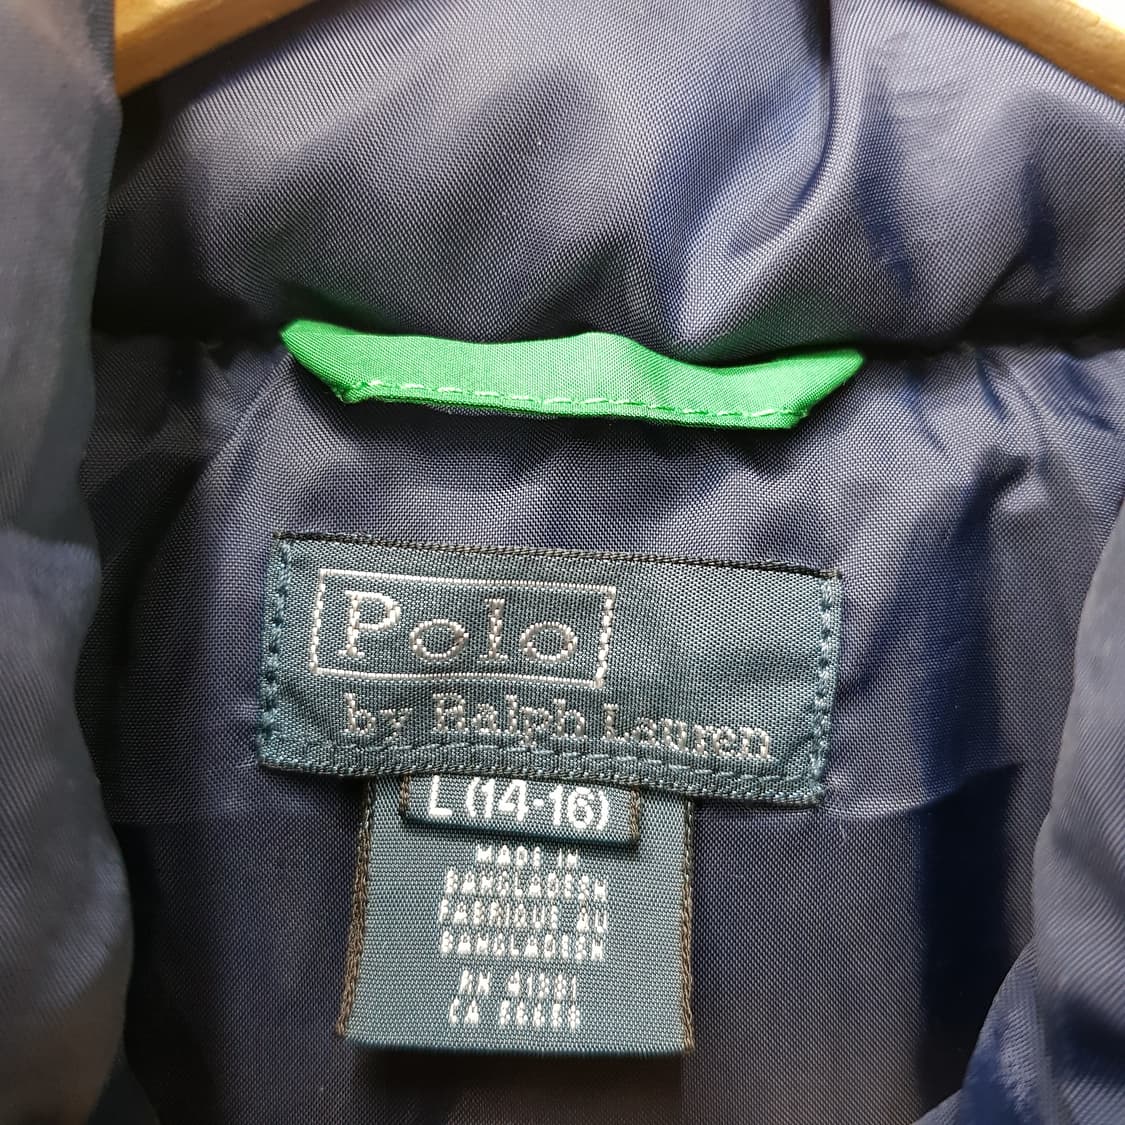 Polo
by Ralph Lauren
L (14-16)
MADE IN
BANGLADESH
FABRIQUE AU
BANGLADESH
RN 41381
CA